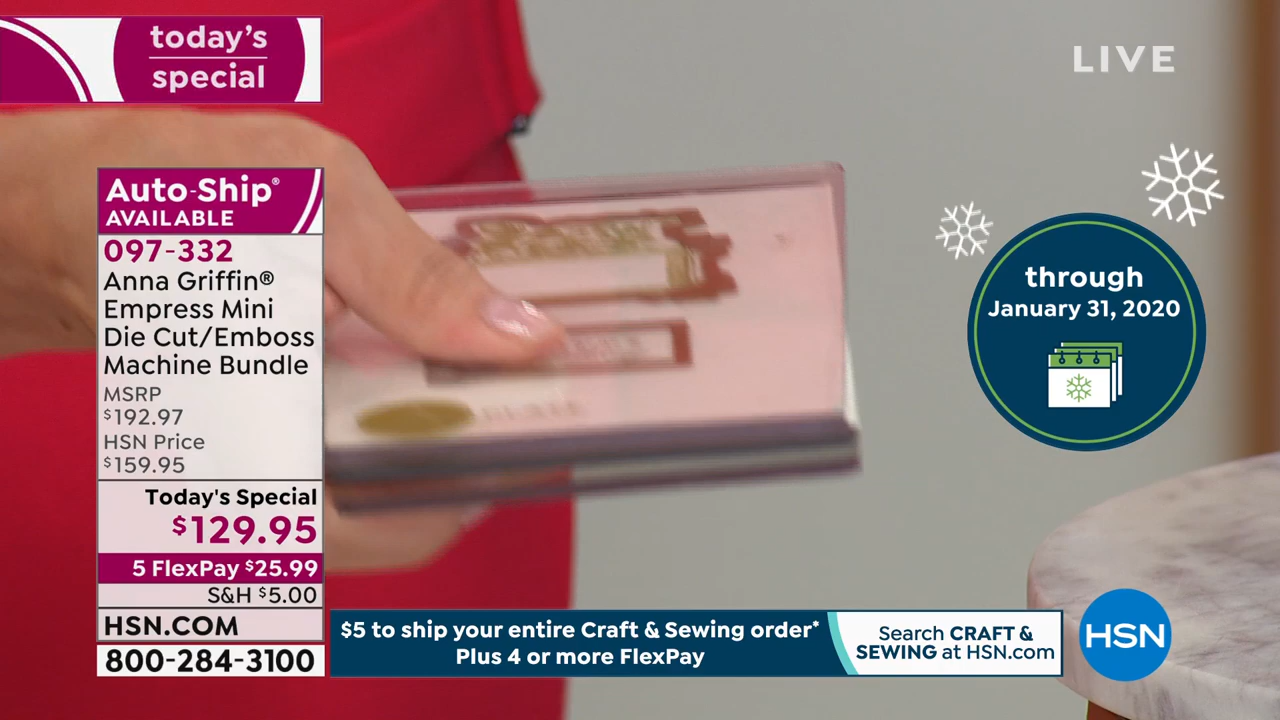 today's
special
LIVE
Auto-Ship®
AVAILABLE
097-332
Anna Griffin®
Empress Mini
Die Cut/Emboss
Machine Bundle
MSRP
$192.97
HSN Price
$159.95
Today's Special
$129.95
5 FlexPay $25.99
S&H $5.00
HSN.COM
800-284-3100
through
January 31, 2020
$5 to ship your entire Craft & Sewing order*
Plus 4 or more FlexPay
Search CRAFT &
SEWING at HSN.com
HSN